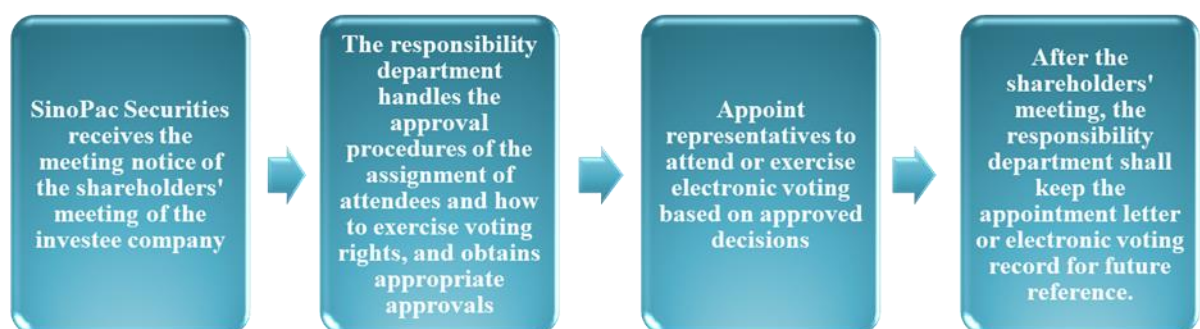 SinoPac Securities
receives the
meeting notice of
the shareholders'
meeting of the
investee company
The responsibility
department
handles the
approval
procedures of the
assignment of
attendees and how
to exercise voting
rights, and obtains
appropriate
approvals
Appoint
representatives to
attend or exercise
electronic voting
based on approved
decisions
After the
shareholders'
meeting, the
responsibility
department shall
keep the
appointment letter
or electronic voting
record for future
reference.